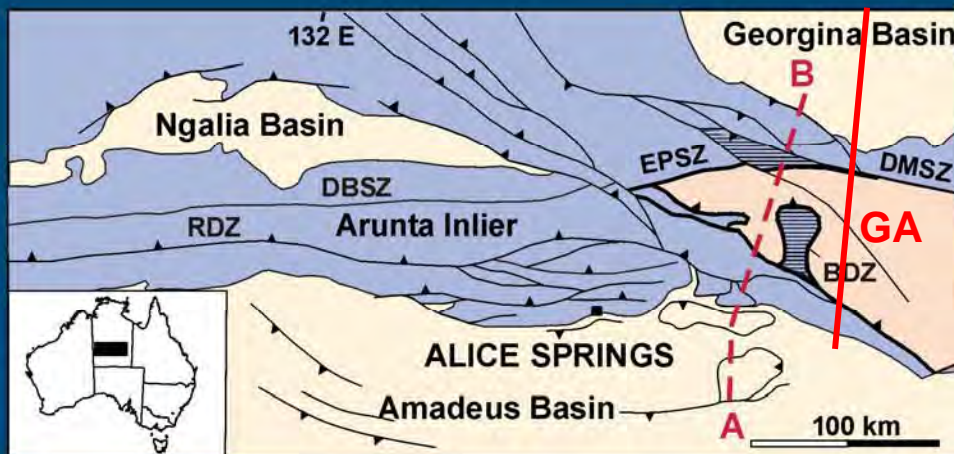 132 E
Georgina Basin
B
Ngalia Basin
EPSZ
DMSZ
DBSZ
RDZ
Arunta Inlier
GA
BDZ
ALICE SPRINGS
Amadeus Basin
A
100 km